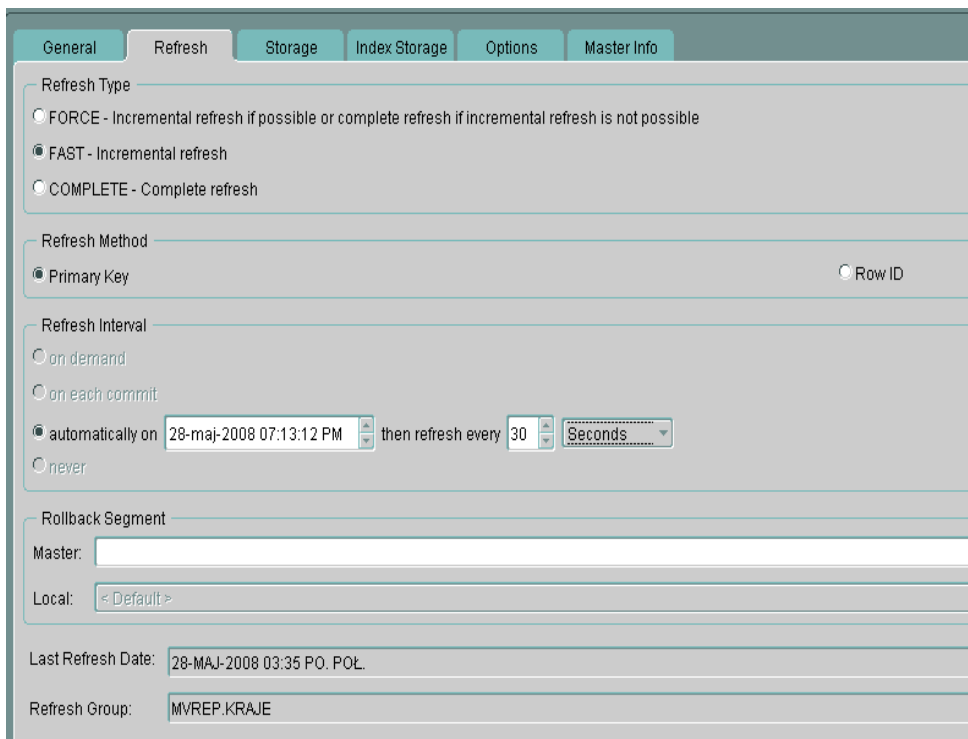 General Refresh Storage Index Storage Options Master Info
Refresh Type
FORCE - Incremental refresh if possible or complete refresh if incremental refresh is not possible
FAST - Incremental refresh
COMPLETE - Complete refresh
Refresh Method
Primary Key Row ID
Refresh Interval
on demand
on each commit
automatically on 28-maj-2008 07:13:12 PM then refresh every 30 Seconds
never
Rollback Segment
Master:
Local: < Default >
Last Refresh Date: 28-MAJ-2008 03:35 PO. POŁ.
Refresh Group: MVREP.KRAJE